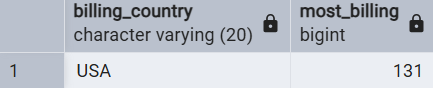 billing_country most_billing
character varying (20) bigint
1 USA 131